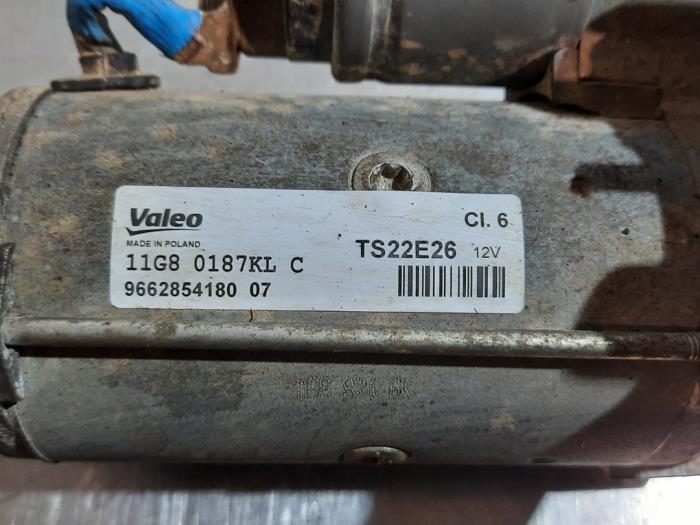 Valeo
Cl. 6
MADE IN POLAND
TS22E26 12V
11G8 0187KL C
9662854180 07